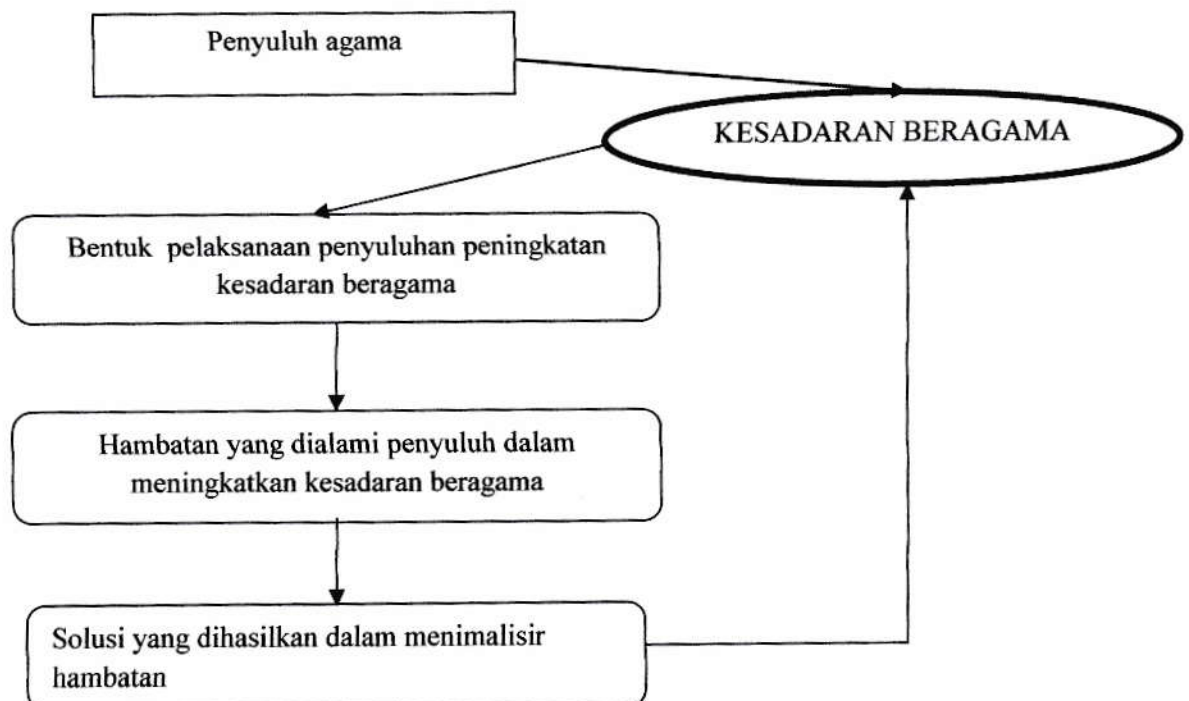 Penyuluh agama
KESADARAN BERAGAMA
Bentuk pelaksanaan penyuluhan peningkatan
kesadaran beragama
Hambatan yang dialami penyuluh dalam
meningkatkan kesadaran beragama
Solusi yang dihasilkan dalam menimalisir
hambatan